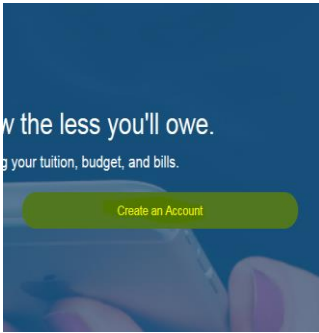 w the less you'll owe.
g your tuition, budget, and bills.
Create an Account